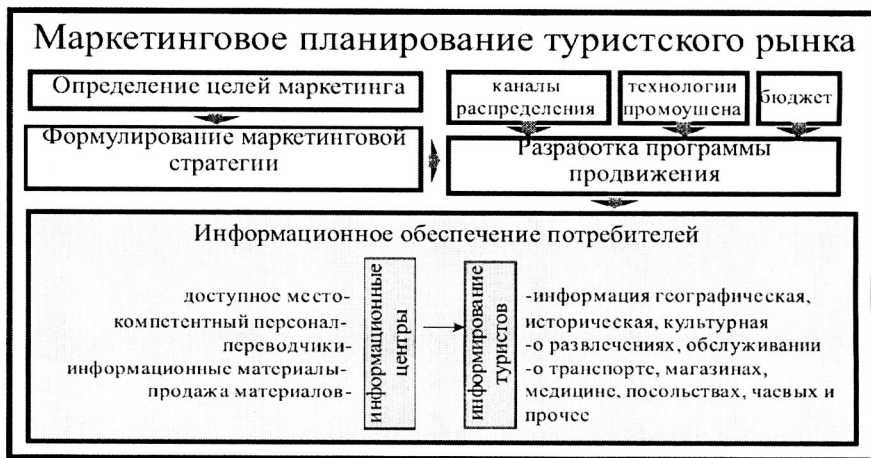 Маркетинговое планирование туристского рынка
Определение целей маркетинга
каналы
распределения
технологии
промоушена
бюджет
Формулирование маркетинговой
стратегии
Разработка программы
продвижения
Информационное обеспечение потребителей
доступное место-
компетентный персонал-
переводчики-
информационные материалы-
продажа материалов-
информационные
центры
информирование
туристов
-информация географическая,
историческая, культурная
-о развлечениях, обслуживании
-о транспорте, магазинах,
медицине, посольствах, чаевых и
прочее